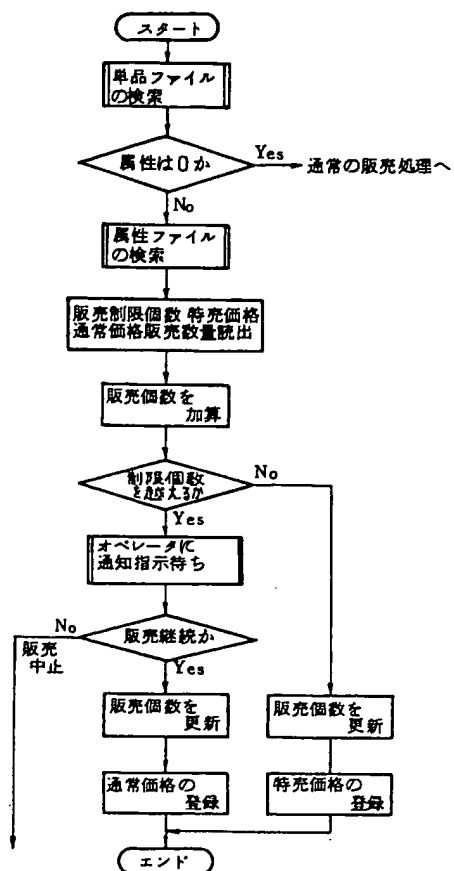 スタート
単品ファイル
の検索
属性は0か
Yes
通常の販売処理へ
No
属性ファイル
の検索
販売制限個数 特売価格
通常価格販売数量読出
販売個数を
加算
制限個数
を越えるか
No
Yes
オペレータに
通知指示待ち
No
販売継続か
販売
中止
Yes
販売個数を
更新
販売個数を
更新
通常価格の
登録
特売価格の
登録
エンド